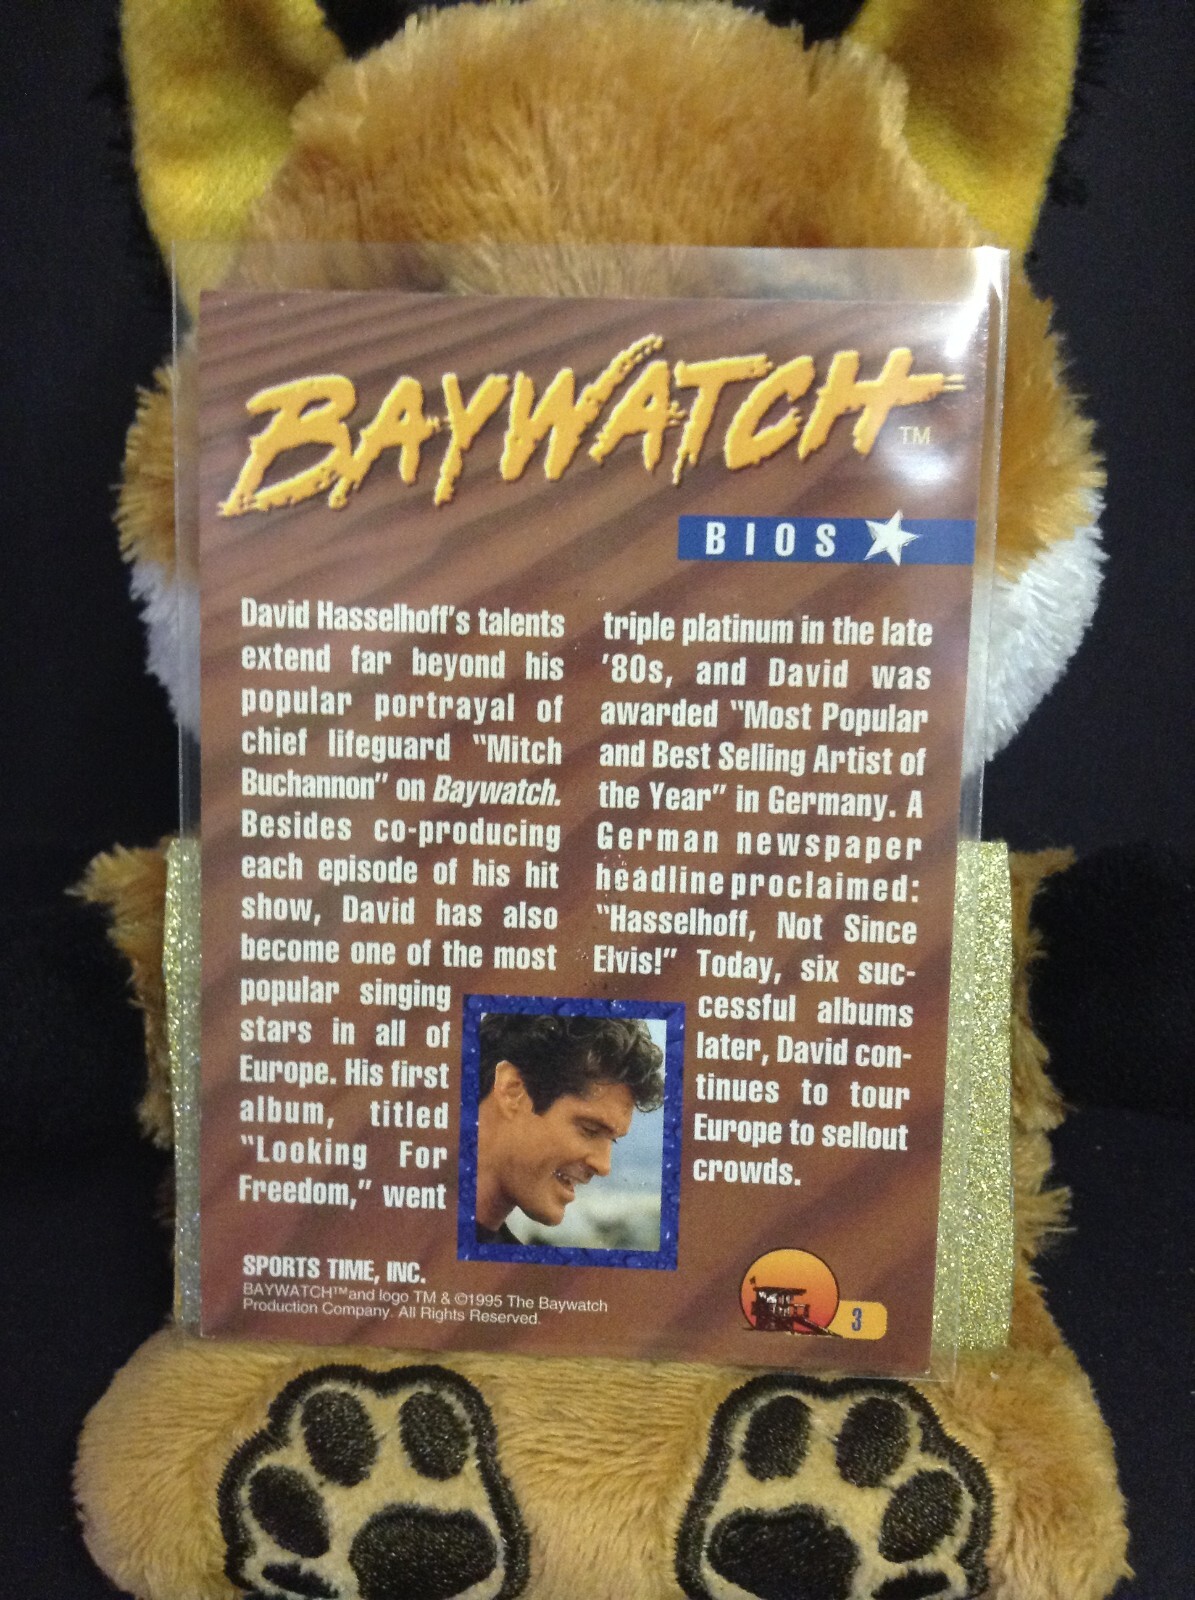 BAYWATCH™
BIOS
David Hasselhoff's talents
extend far beyond his
popular portrayal of
chief lifeguard "Mitch
Buchannon" on Baywatch.
Besides co-producing
each episode of his hit
show, David has also
become one of the most
popular singing
stars in all of
Europe. His first
album, titled
"Looking For
Freedom," went
triple platinum in the late
'80s, and David was
awarded "Most Popular
and Best Selling Artist of
the Year" in Germany. A
German newspaper
headline proclaimed:
"Hasselhoff, Not Since
Elvis!" Today, six suc-
cessful albums
later, David con-
tinues to tour
Europe to sellout
crowds.
SPORTS TIME, INC.
BAYWATCH™and logo TM & ©1995 The Baywatch
Production Company. All Rights Reserved.
3